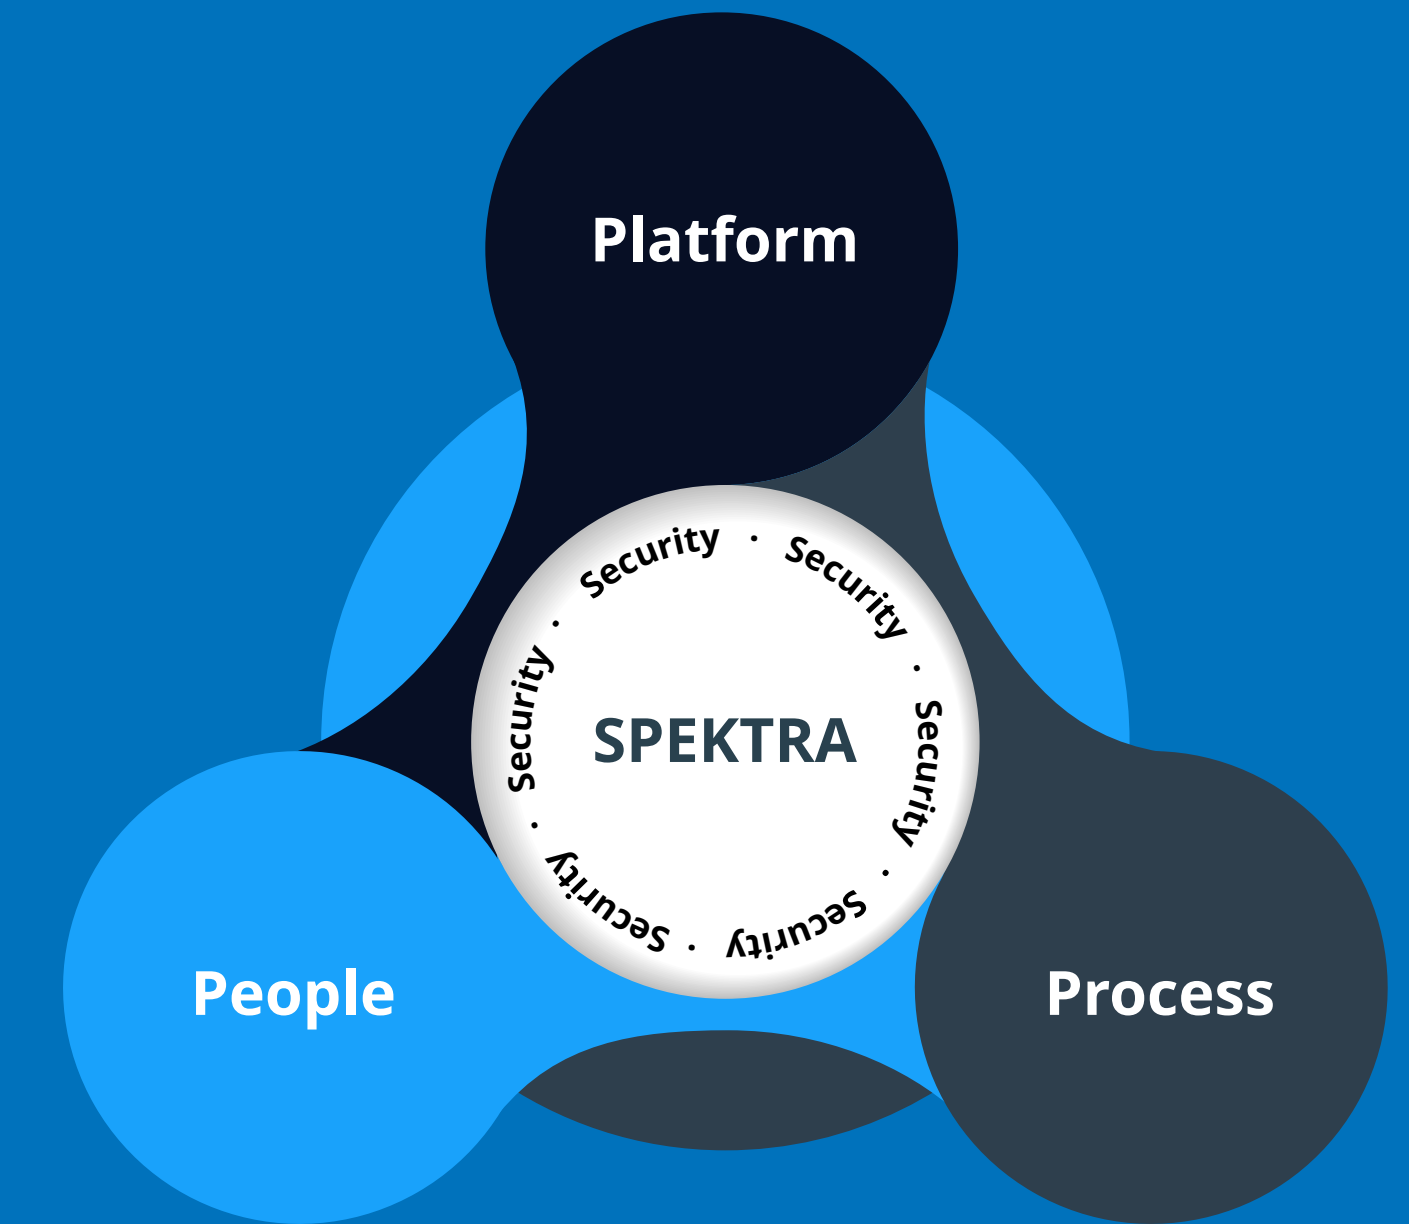 Platform
Security · Security · Security · Security · Security · Security ·
SPEKTRA
People
Process